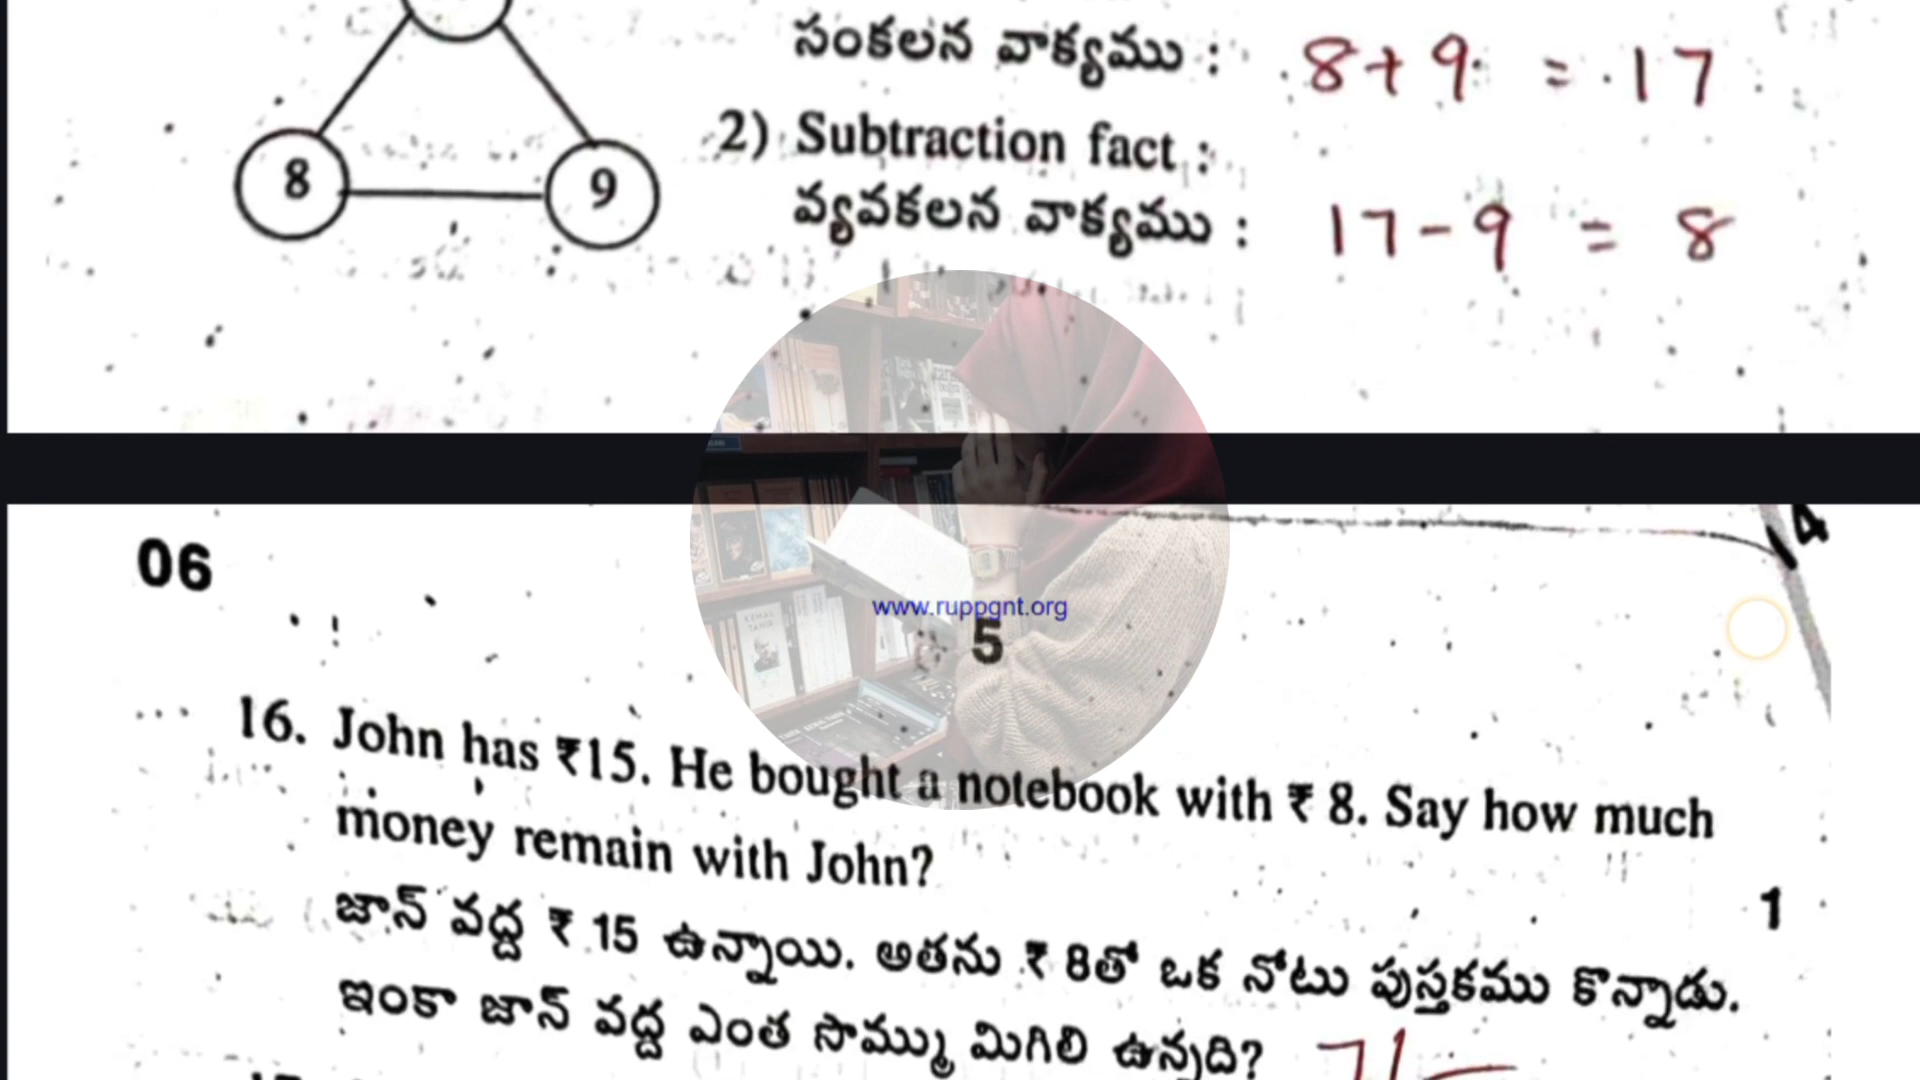 సంకలన వాక్యము : 8+9 = 17
2) Subtraction fact :
8 9
వ్యవకలన వాక్యము : 17-9 = 8
06
www.ruppgnt.org
5
16. John has ₹15. He bought a notebook with ₹ 8. Say how much
money remain with John?
1
జాన్ వద్ద ₹ 15 ఉన్నాయి. అతను ₹ 8తో ఒక నోటు పుస్తకము కొన్నాడు.
ఇంకా జాన్ వద్ద ఎంత సొమ్ము మిగిలి ఉన్నది? 7/-